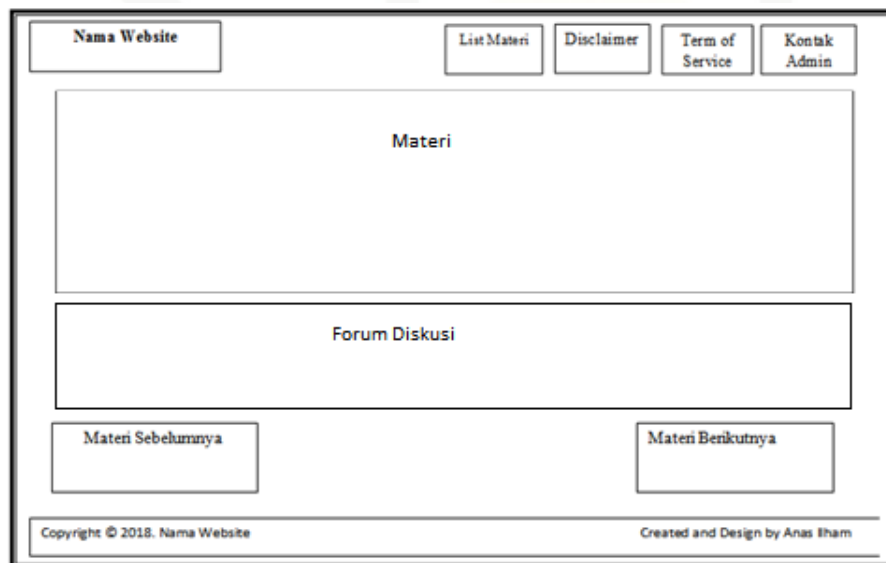 Nama Website
List Materi
Disclaimer
Term of
Service
Kontak
Admin
Materi
Forum Diskusi
Materi Sebelumnya
Materi Berikutnya
Copyright © 2018. Nama Website
Created and Design by Anas Ilham